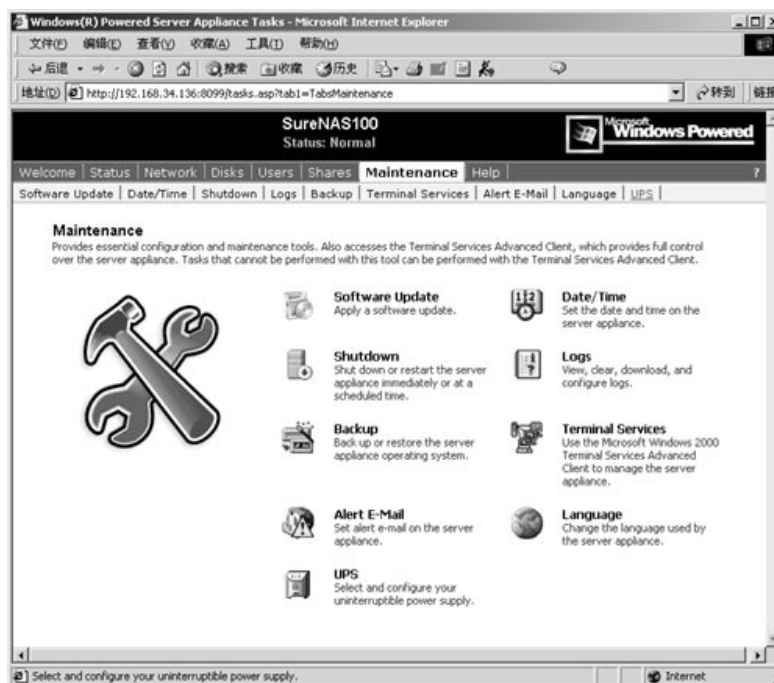 Windows(R) Powered Server Appliance Tasks - Microsoft Internet Explorer
文件(F) 编辑(E) 查看(V) 收藏(A) 工具(T) 帮助(H)
后退 搜索 收藏 历史
地址(D) http://192.168.34.136:8099/tasks.asp?tab1=TabsMaintenance 转到 链接
SureNAS100
Status: Normal
Microsoft
Windows Powered
Welcome | Status | Network | Disks | Users | Shares | Maintenance | Help | ?
Software Update | Date/Time | Shutdown | Logs | Backup | Terminal Services | Alert E-Mail | Language | UPS |
Maintenance
Provides essential configuration and maintenance tools. Also accesses the Terminal Services Advanced Client, which provides full control
over the server appliance. Tasks that cannot be performed with this tool can be performed with the Terminal Services Advanced Client.
Software Update
Apply a software update.
Date/Time
Set the date and time on the
server appliance.
Shutdown
Shut down or restart the server
appliance immediately or at a
scheduled time.
Logs
View, clear, download, and
configure logs.
Backup
Back up or restore the server
appliance operating system.
Terminal Services
Use the Microsoft Windows 2000
Terminal Services Advanced
Client to manage the server
appliance.
Alert E-Mail
Set alert e-mail on the server
appliance.
Language
Change the language used by
the server appliance.
UPS
Select and configure your
uninterruptible power supply.
Select and configure your uninterruptible power supply. Internet